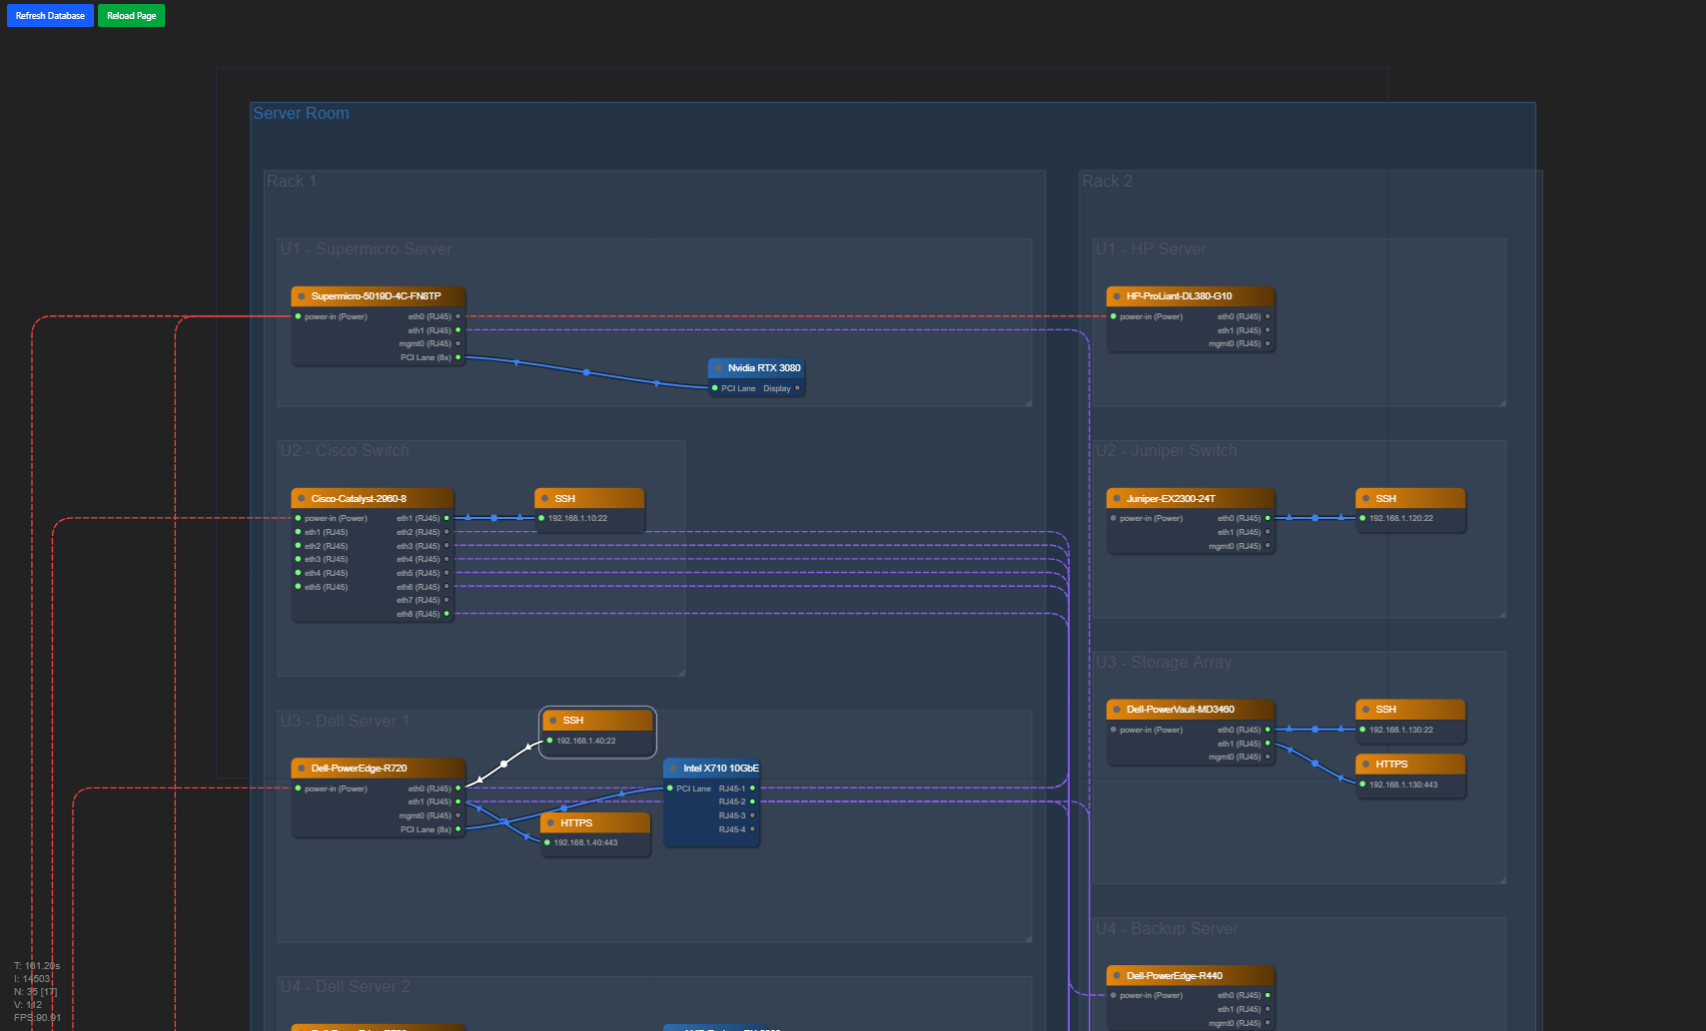 Refresh Database
Reload Page
Server Room
Rack 1
U1 - Supermicro Server
Supermicro-5019D-4C-FN8TP
power-in (Power) eth0 (RJ45)
eth1 (RJ45)
mgmt0 (RJ45)
PCI Lane (8x)
Nvidia RTX 3080
PCI Lane Display
U2 - Cisco Switch
Cisco-Catalyst-2960-8
power-in (Power) eth1 (RJ45)
eth1 (RJ45) eth2 (RJ45)
eth2 (RJ45) eth3 (RJ45)
eth3 (RJ45) eth4 (RJ45)
eth4 (RJ45) eth5 (RJ45)
eth5 (RJ45) eth6 (RJ45)
eth7 (RJ45)
eth8 (RJ45)
SSH
192.168.1.10:22
U3 - Dell Server 1
SSH
192.168.1.40:22
Dell-PowerEdge-R720
power-in (Power) eth0 (RJ45)
eth1 (RJ45)
mgmt0 (RJ45)
PCI Lane (8x)
HTTPS
192.168.1.40:443
Intel X710 10GbE
PCI Lane RJ45-1
RJ45-2
RJ45-3
RJ45-4
U4 - Dell Server 2
Rack 2
U1 - HP Server
HP-ProLiant-DL380-G10
power-in (Power) eth0 (RJ45)
eth1 (RJ45)
mgmt0 (RJ45)
U2 - Juniper Switch
Juniper-EX2300-24T
power-in (Power) eth0 (RJ45)
eth1 (RJ45)
mgmt0 (RJ45)
SSH
192.168.1.120:22
U3 - Storage Array
Dell-PowerVault-MD3460
power-in (Power) eth0 (RJ45)
eth1 (RJ45)
mgmt0 (RJ45)
SSH
192.168.1.130:22
HTTPS
192.168.1.130:443
U4 - Backup Server
Dell-PowerEdge-R440
power-in (Power) eth0 (RJ45)
eth1 (RJ45)
mgmt0 (RJ45)
T: 161.20s
I: 14503
N: 35 [17]
V: 112
FPS:90.91